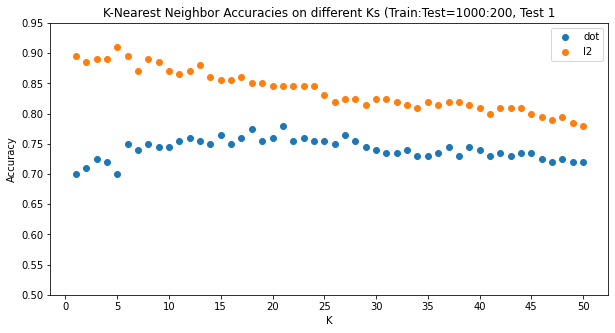 K-Nearest Neighbor Accuracies on different Ks (Train:Test=1000:200, Test 1
dot
l2
0.95
0.90
0.85
0.80
0.75
0.70
0.65
0.60
0.55
0.50
Accuracy
0 5 10 15 20 25 30 35 40 45 50
K